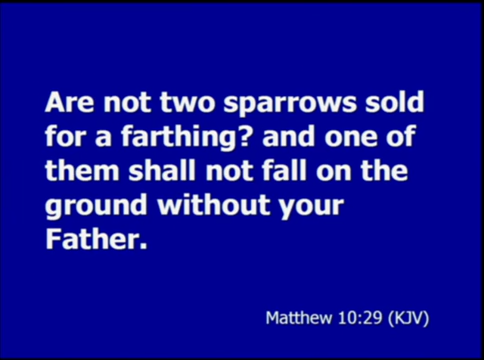 Are not two sparrows sold
for a farthing? and one of
them shall not fall on the
ground without your
Father.
Matthew 10:29 (KJV)